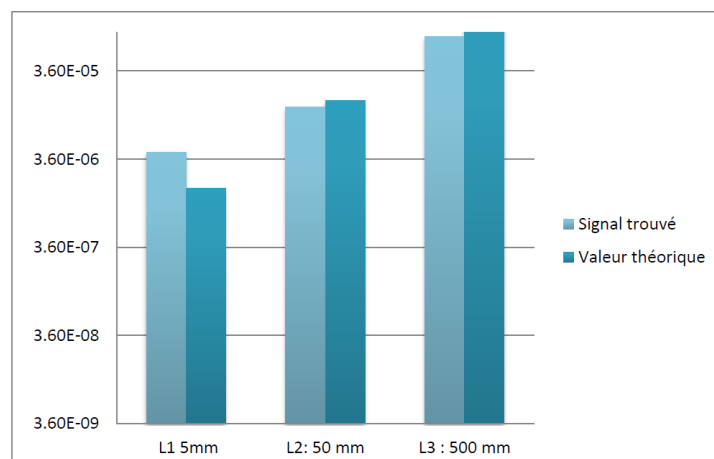 3.60E-05
3.60E-06
3.60E-07
3.60E-08
3.60E-09
L1 5mm
L2: 50 mm
L3 : 500 mm
Signal trouvé
Valeur théorique